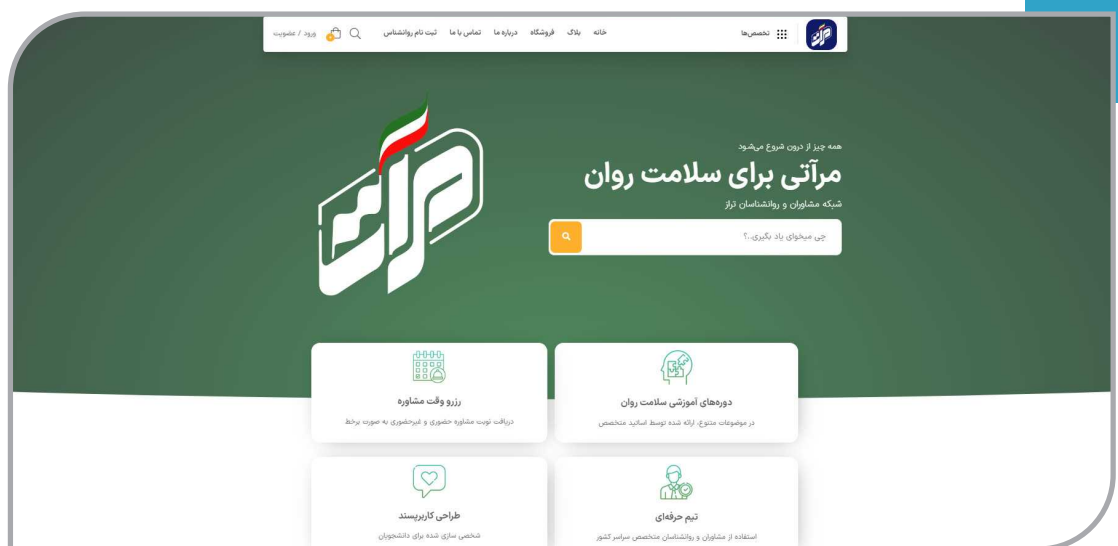 تخصص‌ها
خانه بلاگ فروشگاه درباره ما تماس با ما ثبت نام روانشناس
ورود / عضویت
مرآت
همه چیز از درون شروع می‌شود
مرآتی برای سلامت روان
شبکه مشاوران و روانشناسان تراز
چی میخوای یاد بگیری..؟
مرآت
دوره‌های آموزشی سلامت روان
در موضوعات متنوع، ارائه شده توسط اساتید متخصص
رزرو وقت مشاوره
دریافت نوبت مشاوره حضوری و غیرحضوری به صورت برخط
تیم حرفه‌ای
استفاده از مشاوران و روانشناسان متخصص سراسر کشور
طراحی کاربرپسند
شخصی سازی شده برای دانشجویان